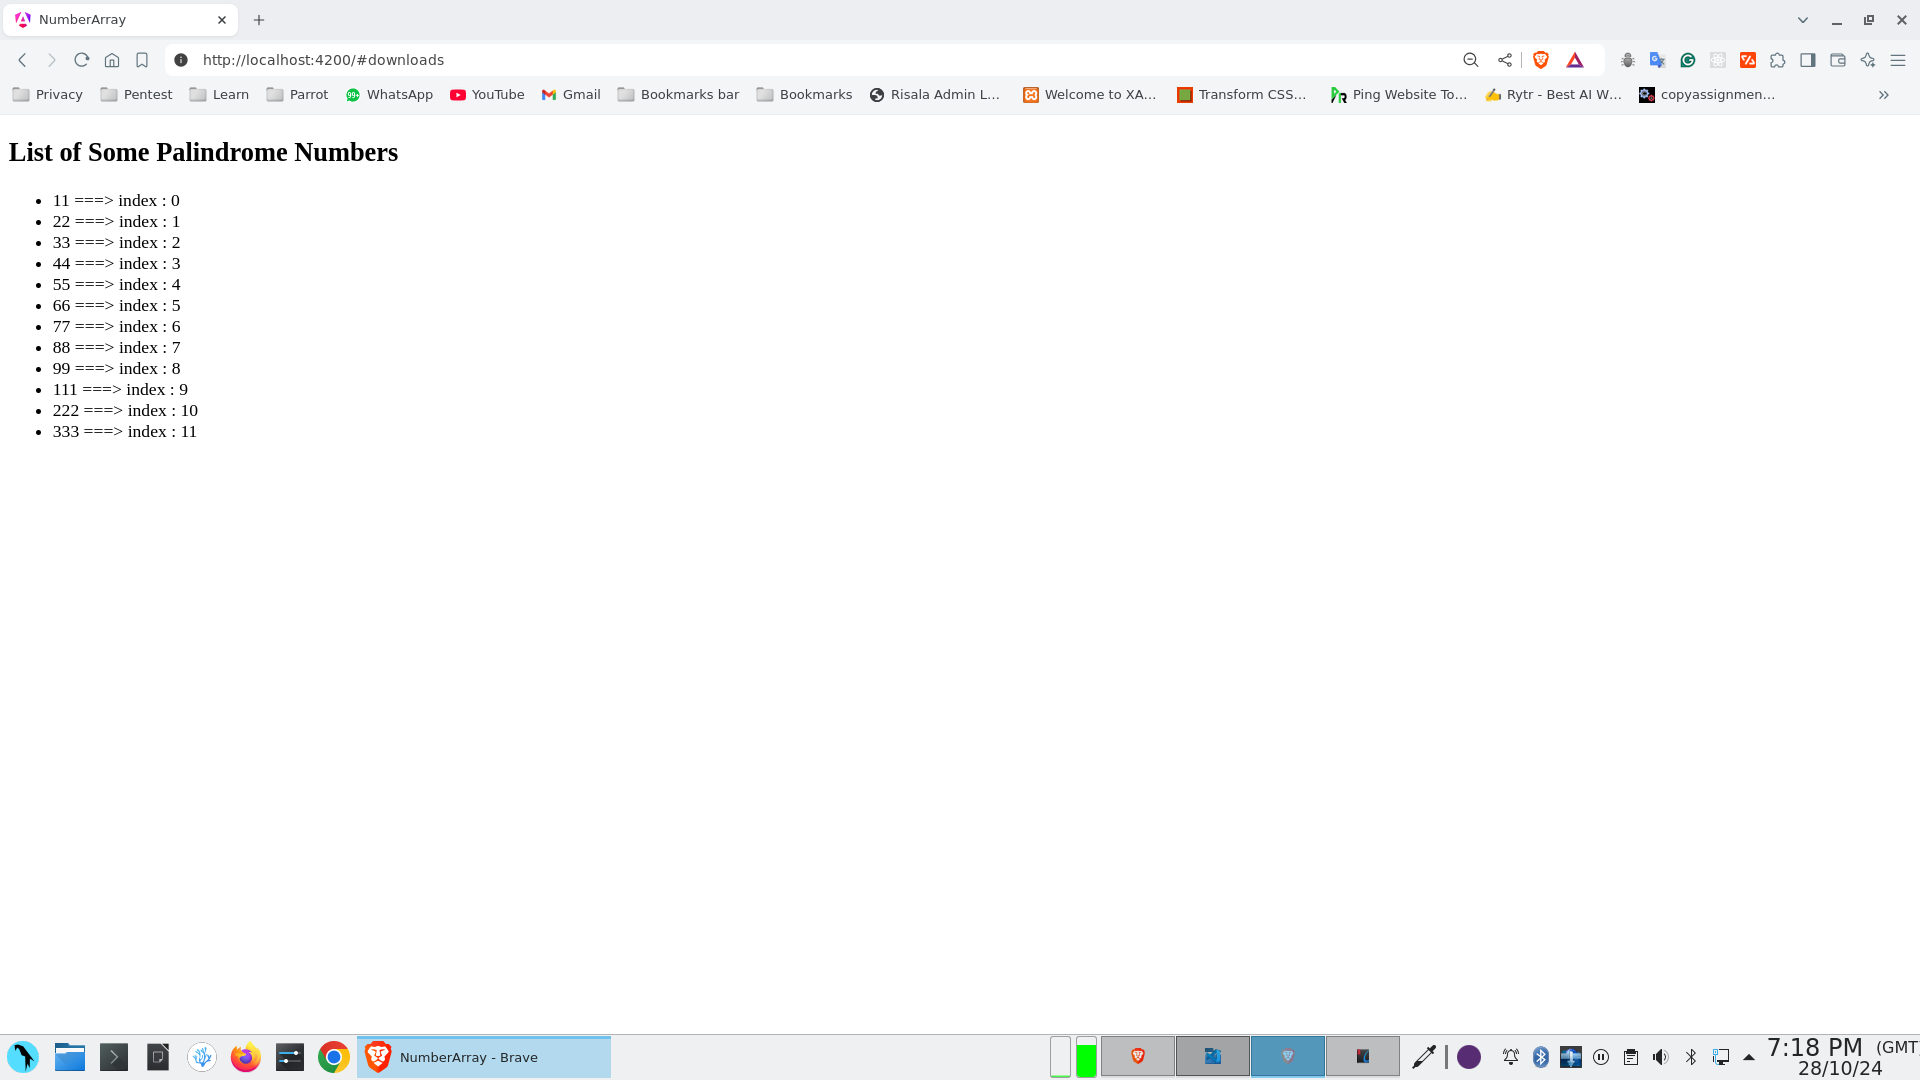 NumberArray
http://localhost:4200/#downloads
Privacy Pentest Learn Parrot WhatsApp YouTube Gmail Bookmarks bar Bookmarks Risala Admin L... Welcome to XA... Transform CSS... Ping Website To... Rytr - Best AI W... copyassignmen...
List of Some Palindrome Numbers
• 11 ===> index : 0
• 22 ===> index : 1
• 33 ===> index : 2
• 44 ===> index : 3
• 55 ===> index : 4
• 66 ===> index : 5
• 77 ===> index : 6
• 88 ===> index : 7
• 99 ===> index : 8
• 111 ===> index : 9
• 222 ===> index : 10
• 333 ===> index : 11
NumberArray - Brave
7:18 PM (GMT
28/10/24